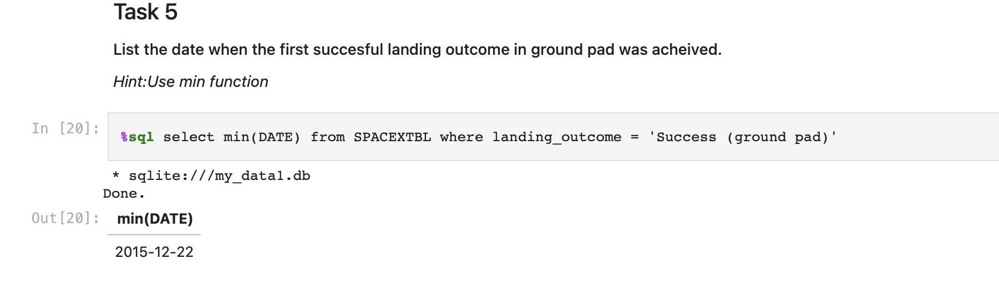 Task 5
List the date when the first succesful landing outcome in ground pad was acheived.
Hint:Use min function
In [20]: %sql select min(DATE) from SPACEXTBL where landing_outcome = 'Success (ground pad)'
* sqlite:///my_data1.db
Done.
Out[20]: min(DATE)
2015-12-22